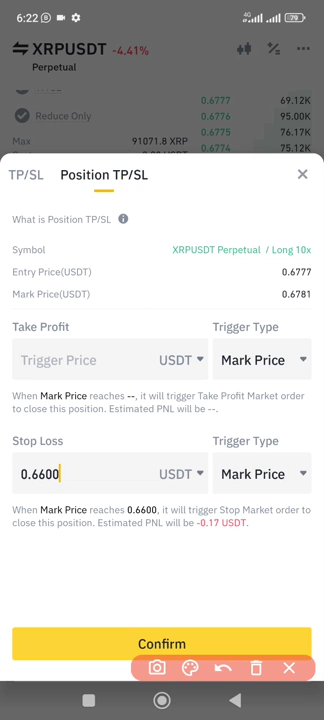 6:22
4G
79
XRPUSDT -4.41%
Perpetual
0.6777 69.12K
Reduce Only
0.6776 95.00K
0.6775 76.17K
Max 91071.8 XRP
0.6774 75.12K
TP/SL Position TP/SL
What is Position TP/SL
Symbol XRPUSDT Perpetual / Long 10x
Entry Price(USDT) 0.6777
Mark Price(USDT) 0.6781
Take Profit Trigger Type
Trigger Price USDT Mark Price
When Mark Price reaches --, it will trigger Take Profit Market order
to close this position. Estimated PNL will be --.
Stop Loss Trigger Type
0.6600 USDT Mark Price
When Mark Price reaches 0.6600, it will trigger Stop Market order to
close this position. Estimated PNL will be -0.17 USDT.
Confirm